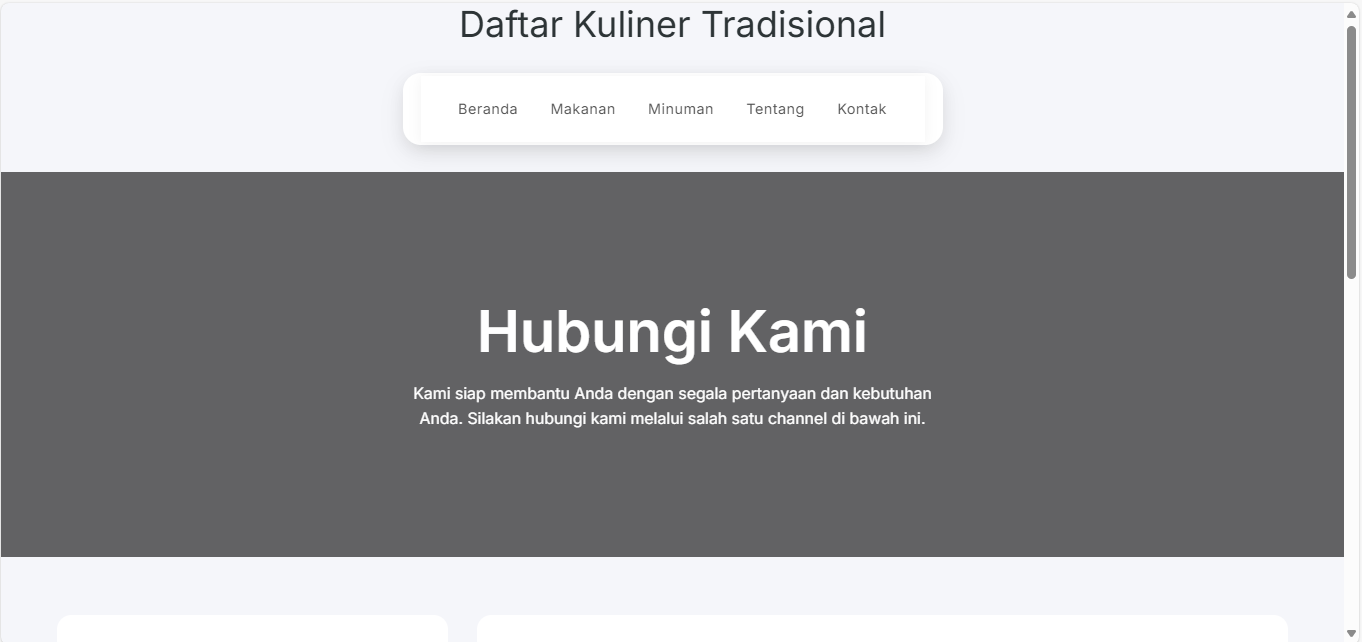 Daftar Kuliner Tradisional
Beranda Makanan Minuman Tentang Kontak
Hubungi Kami
Kami siap membantu Anda dengan segala pertanyaan dan kebutuhan
Anda. Silakan hubungi kami melalui salah satu channel di bawah ini.